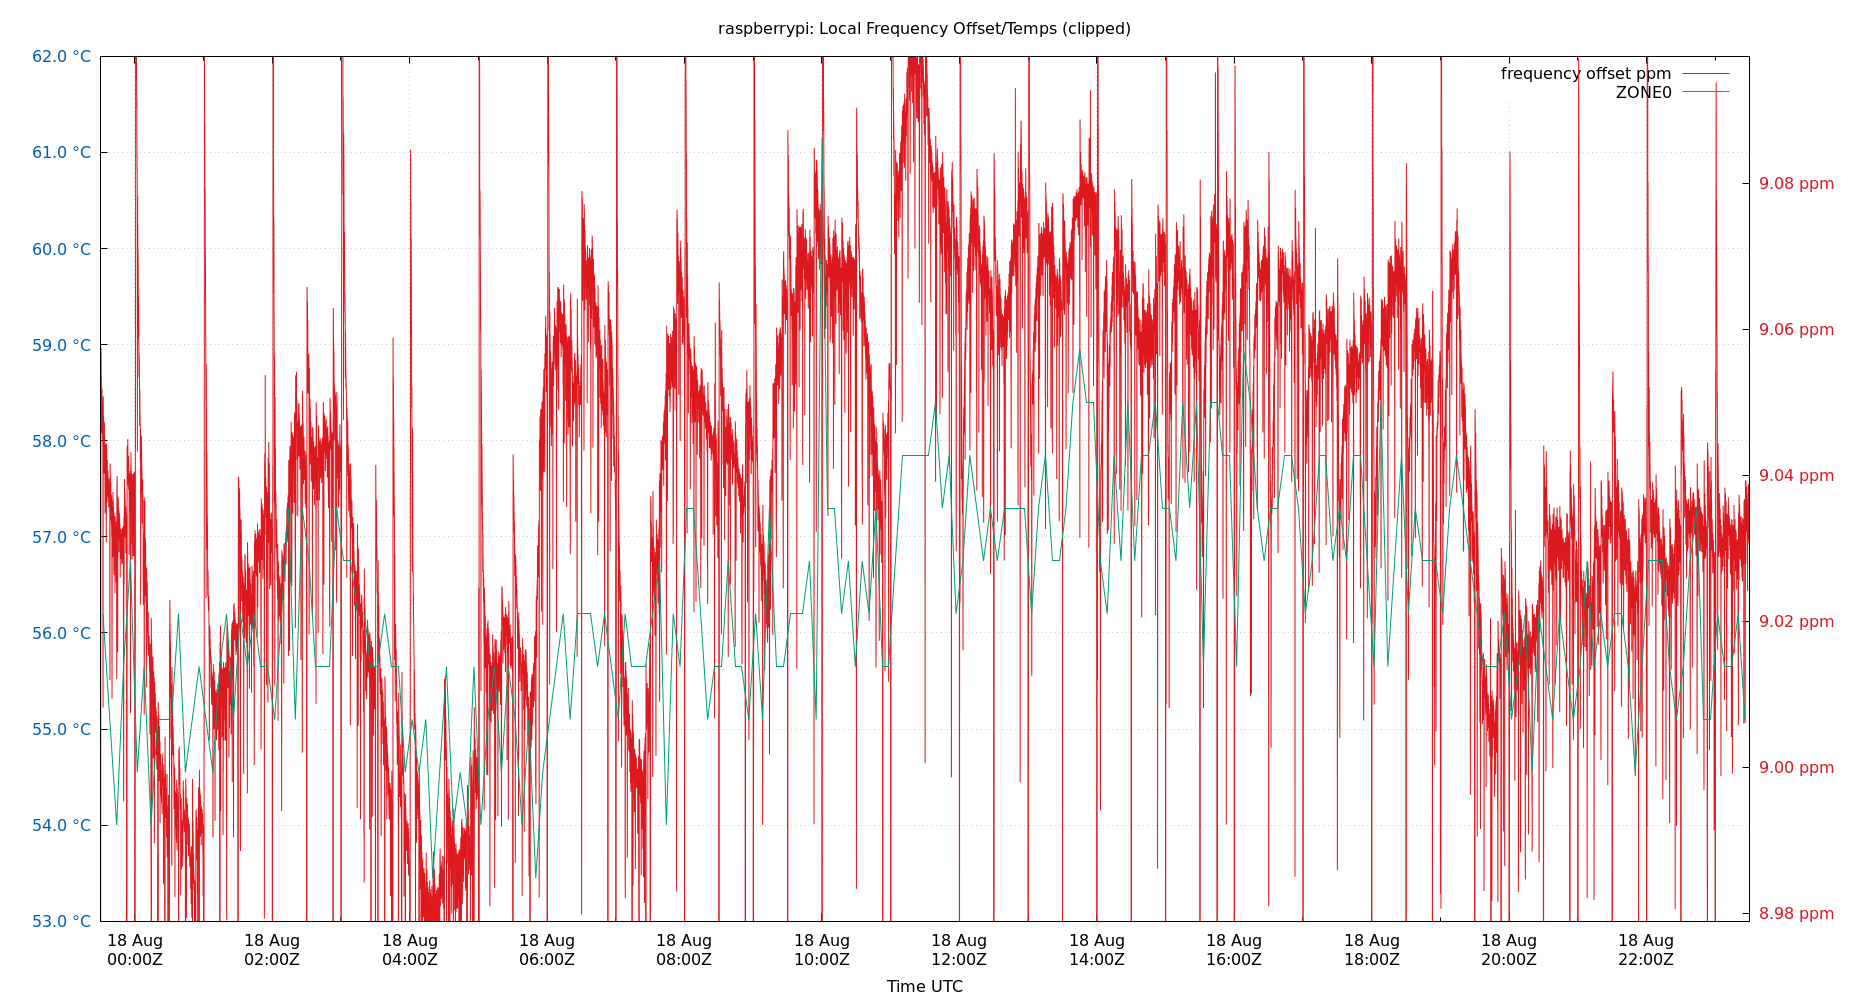 raspberrypi: Local Frequency Offset/Temps (clipped)
62.0 °C
61.0 °C
60.0 °C
59.0 °C
58.0 °C
57.0 °C
56.0 °C
55.0 °C
54.0 °C
53.0 °C
frequency offset ppm
ZONE0
9.08 ppm
9.06 ppm
9.04 ppm
9.02 ppm
9.00 ppm
8.98 ppm
18 Aug 18 Aug 18 Aug 18 Aug 18 Aug 18 Aug 18 Aug 18 Aug 18 Aug 18 Aug 18 Aug 18 Aug
00:00Z 02:00Z 04:00Z 06:00Z 08:00Z 10:00Z 12:00Z 14:00Z 16:00Z 18:00Z 20:00Z 22:00Z
Time UTC